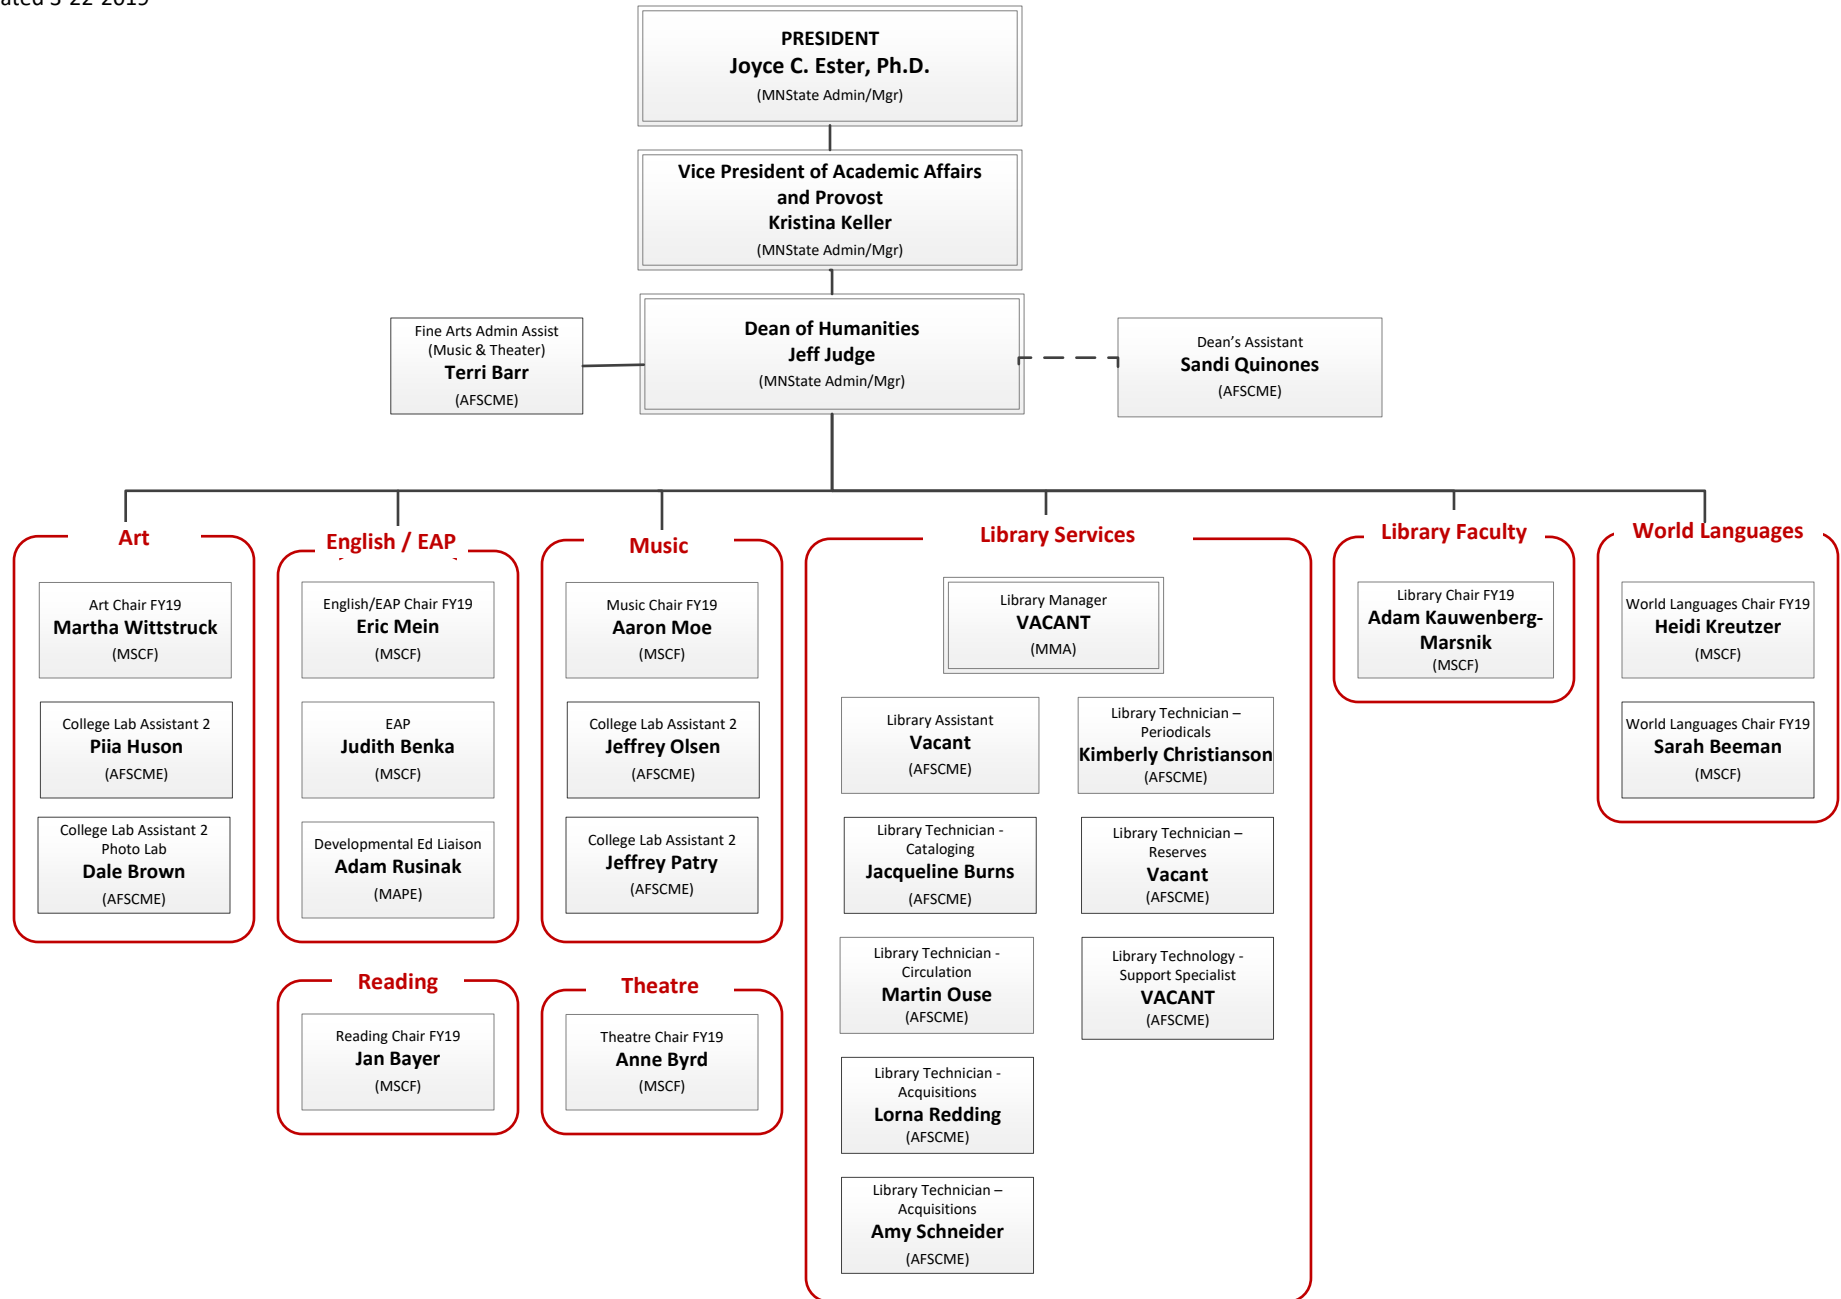 3-22-2019
PRESIDENT
Joyce C. Ester, Ph.D.
(MNState Admin/Mgr)
Vice President of Academic Affairs
and Provost
Kristina Keller
(MNState Admin/Mgr)
Fine Arts Admin Assist
(Music & Theater)
Terri Barr
(AFSCME)
Dean of Humanities
Jeff Judge
(MNState Admin/Mgr)
Dean’s Assistant
Sandi Quinones
(AFSCME)
Art
Art Chair FY19
Martha Wittstruck
(MSCF)
College Lab Assistant 2
Piia Huson
(AFSCME)
College Lab Assistant 2
Photo Lab
Dale Brown
(AFSCME)
English / EAP
English/EAP Chair FY19
Eric Mein
(MSCF)
EAP
Judith Benka
(MSCF)
Developmental Ed Liaison
Adam Rusinak
(MAPE)
Reading
Reading Chair FY19
Jan Bayer
(MSCF)
Music
Music Chair FY19
Aaron Moe
(MSCF)
College Lab Assistant 2
Jeffrey Olsen
(AFSCME)
College Lab Assistant 2
Jeffrey Patry
(AFSCME)
Theatre
Theatre Chair FY19
Anne Byrd
(MSCF)
Library Services
Library Manager
VACANT
(MMA)
Library Assistant
Vacant
(AFSCME)
Library Technician -
Cataloging
Jacqueline Burns
(AFSCME)
Library Technician -
Circulation
Martin Ouse
(AFSCME)
Library Technician -
Acquisitions
Lorna Redding
(AFSCME)
Library Technician –
Acquisitions
Amy Schneider
(AFSCME)
Library Technician –
Periodicals
Kimberly Christianson
(AFSCME)
Library Technician –
Reserves
Vacant
(AFSCME)
Library Technology -
Support Specialist
VACANT
(AFSCME)
Library Faculty
Library Chair FY19
Adam Kauwenberg-
Marsnik
(MSCF)
World Languages
World Languages Chair FY19
Heidi Kreutzer
(MSCF)
World Languages Chair FY19
Sarah Beeman
(MSCF)